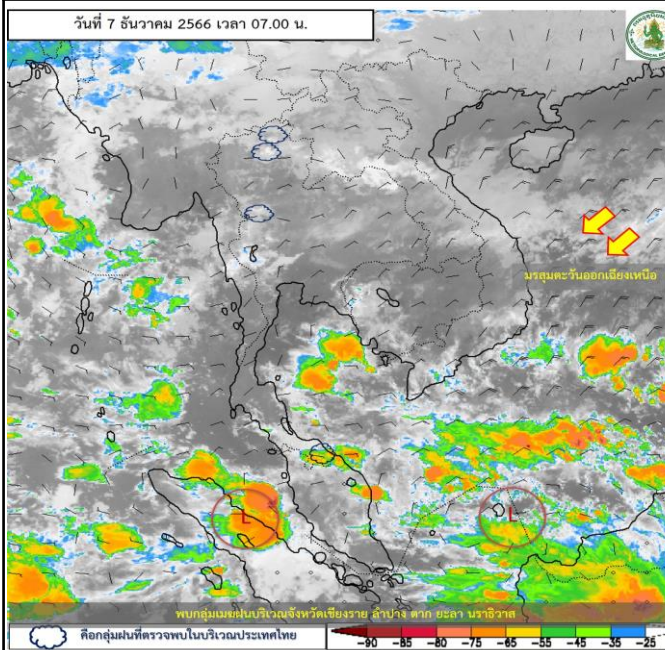 วันที่ 7 ธันวาคม 2566 เวลา 07.00 น.
มรสุมตะวันออกเฉียงเหนือ
L
L
พบกลุ่มเมฆฝนบริเวณจังหวัดเชียงราย ลำปาง ตาก ยะลา นราธิวาส
คือกลุ่มฝนที่ตรวจพบในบริเวณประเทศไทย
-90 -85 -80 -75 -65 -55 -45 -35 -25